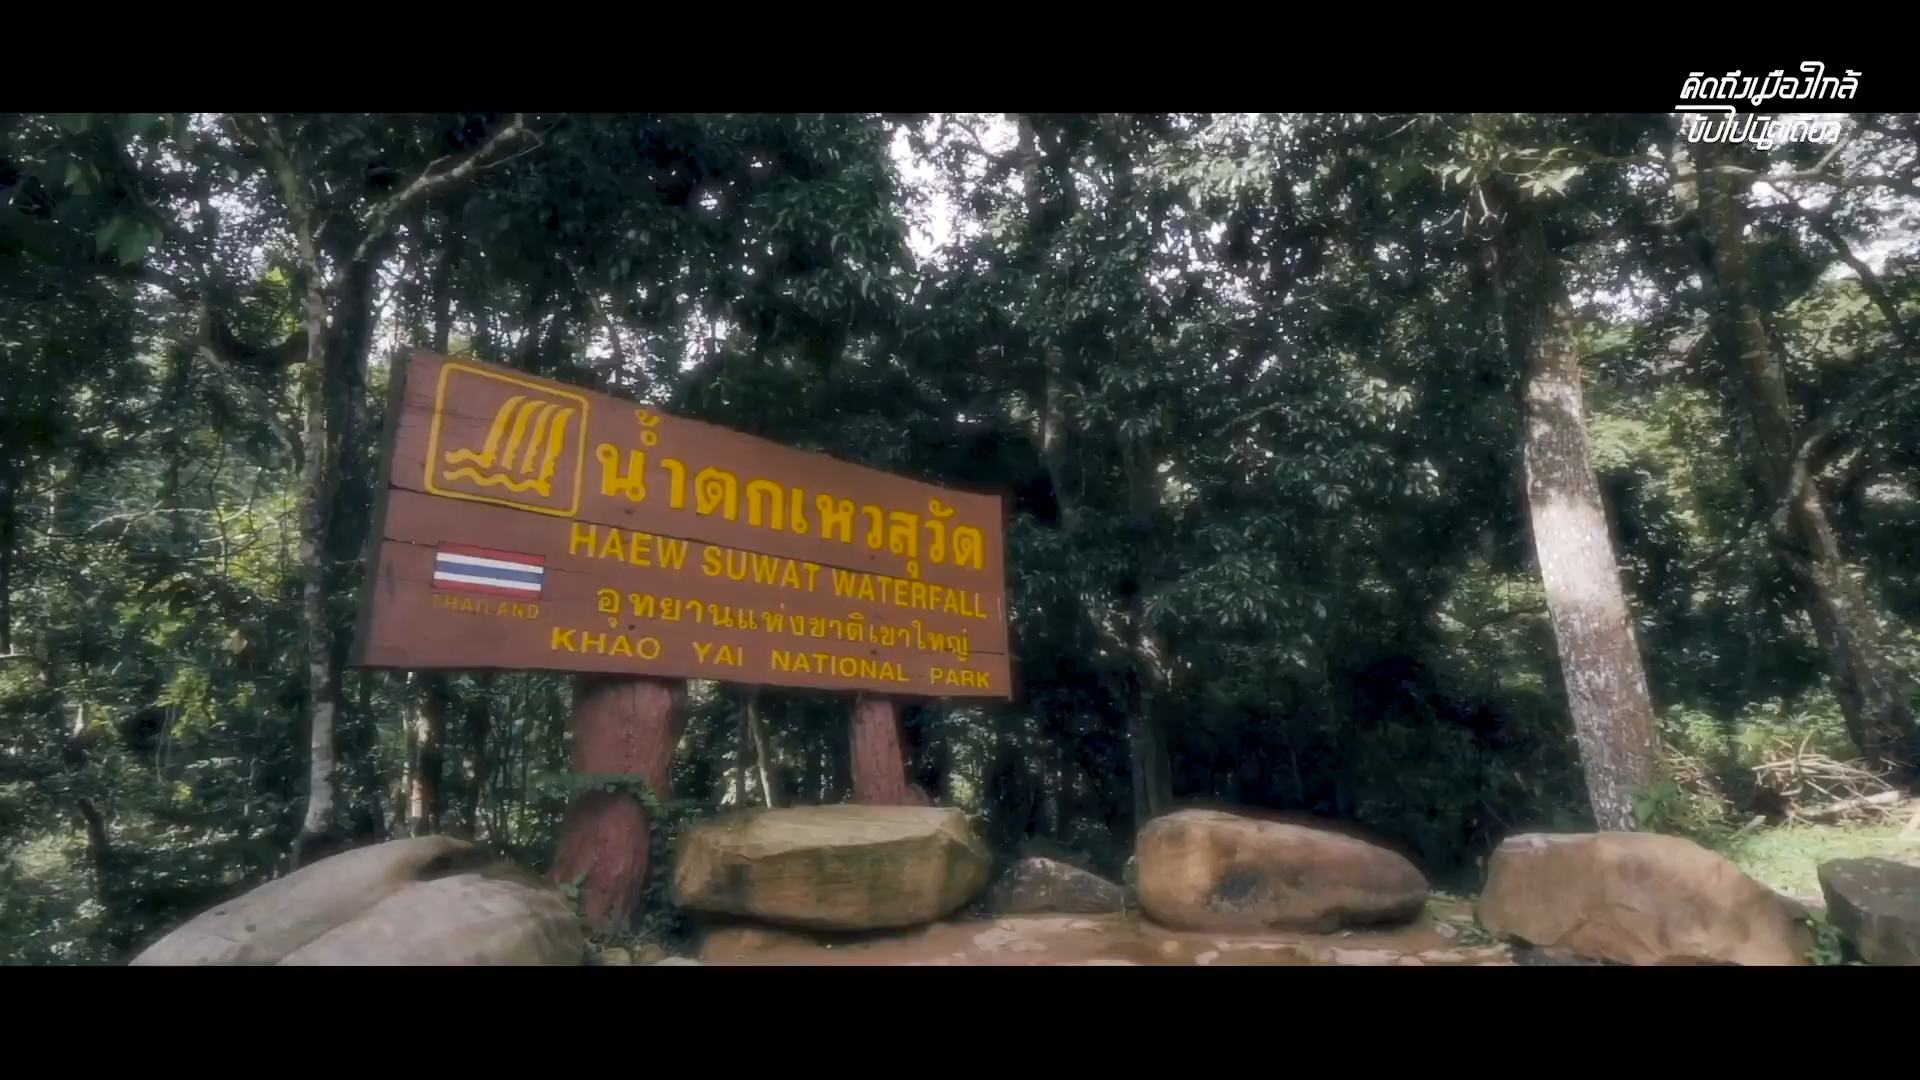 คิดถึงเมืองใกล้
ขับไปนิดเดียว
น้ำตกเหวสุวัต
HAEW SUWAT WATERFALL
THAILAND
อุทยานแห่งชาติเขาใหญ่
KHAO YAI NATIONAL PARK